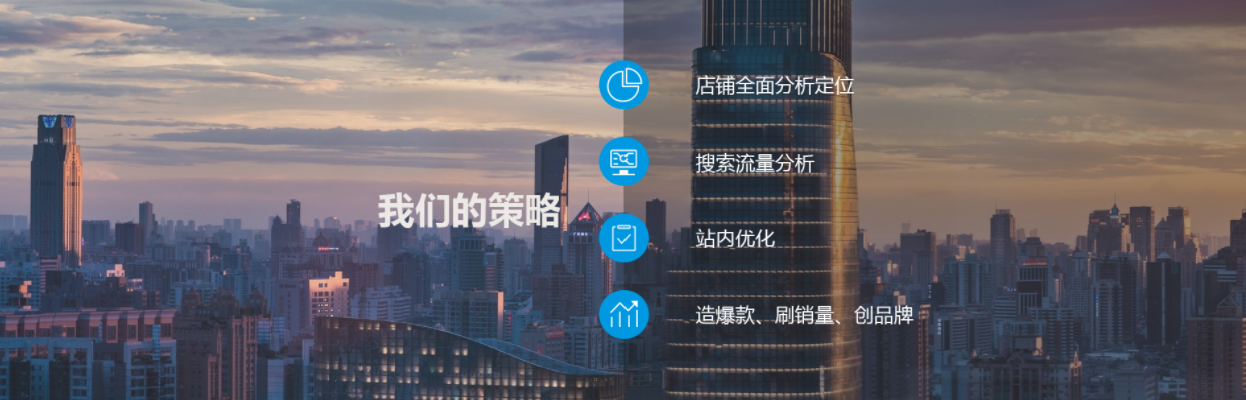 我们的策略
店铺全面分析定位
搜索流量分析
站内优化
造爆款、刷销量、创品牌